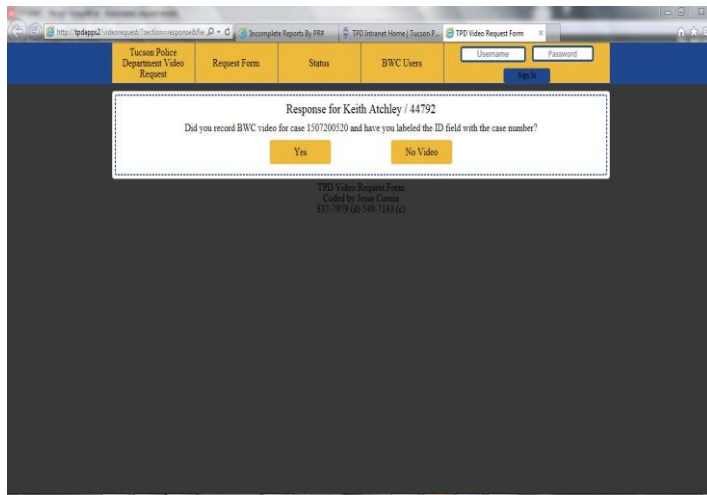 http://tpdapps2/videorequest/?section=response&fie
Incomplete Reports By PR#
TPD Intranet Home | Tucson P...
TPD Video Request Form
Tucson Police Department Video Request
Request Form
Status
BWC Users
Username
Password
Sign In
Response for Keith Atchley / 44792
Did you record BWC video for case 1507200520 and have you labeled the ID field with the case number?
Yes
No Video
TPD Video Request Form
Coded by Jesse
837-7979 (d) 549-7143 (c)